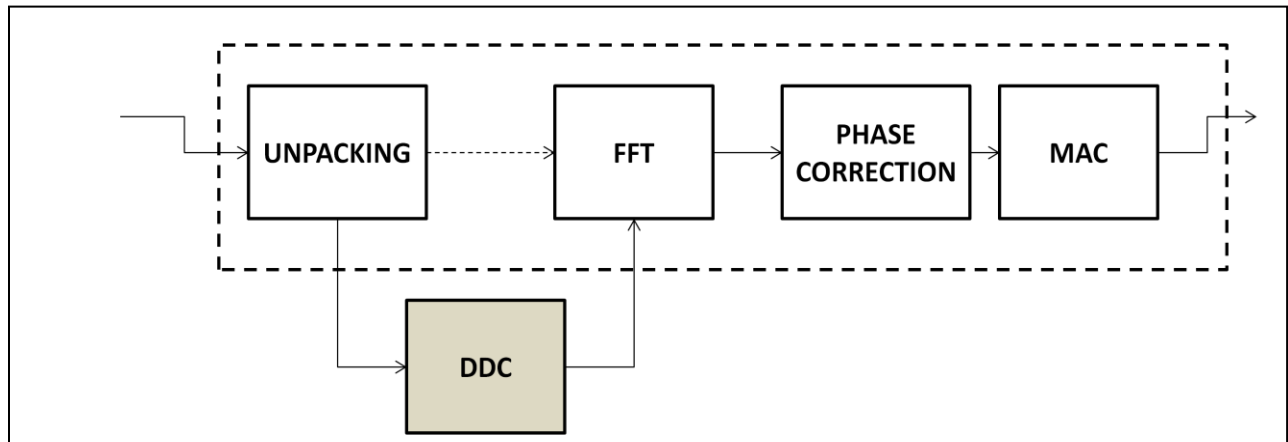 UNPACKING
FFT
PHASE
CORRECTION
MAC
DDC